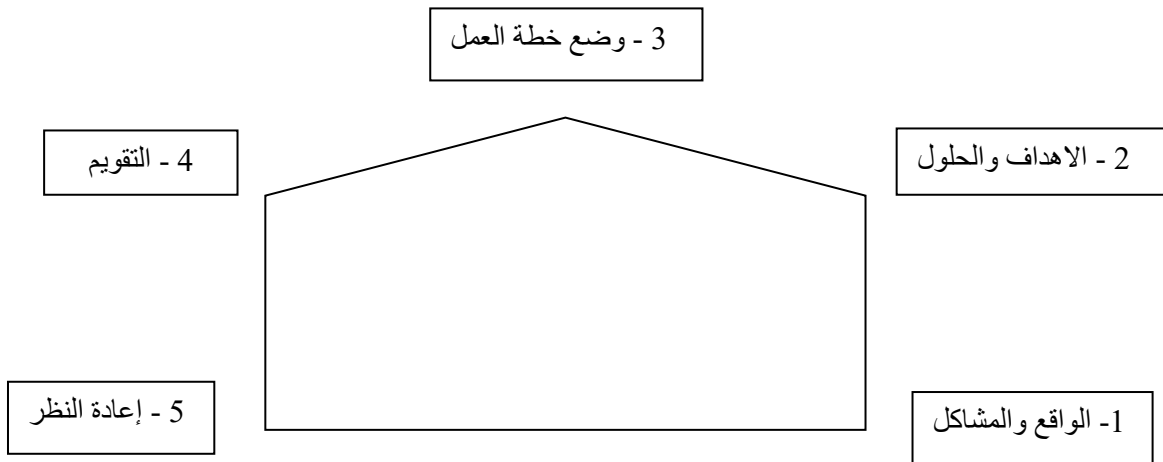 3 - وضع خطة العمل
2 - الاهداف والحلول
4 - التقويم
1- الواقع والمشاكل
5 - إعادة النظر